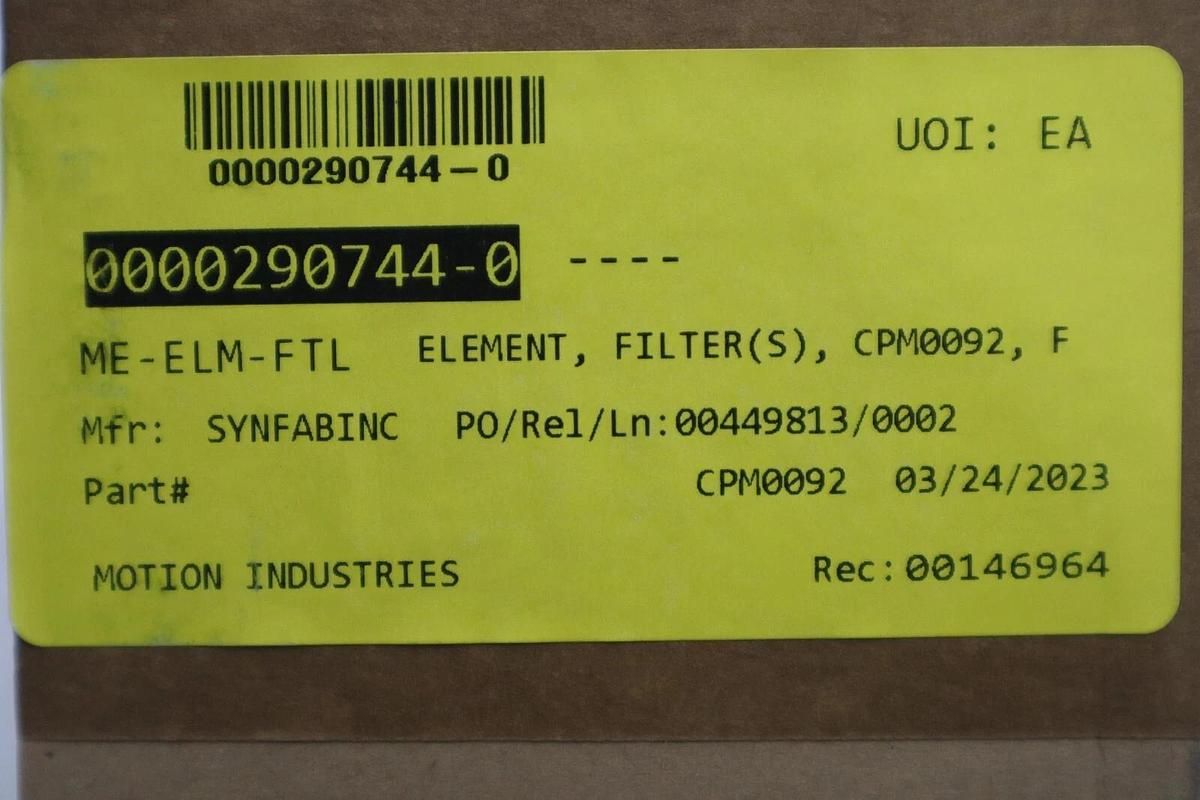 0000290744-0
UOI: EA
0000290744-0 ----
ME-ELM-FTL ELEMENT, FILTER(S), CPM0092, F
Mfr: SYNFABINC PO/Rel/Ln:00449813/0002
Part# CPM0092 03/24/2023
MOTION INDUSTRIES Rec:00146964